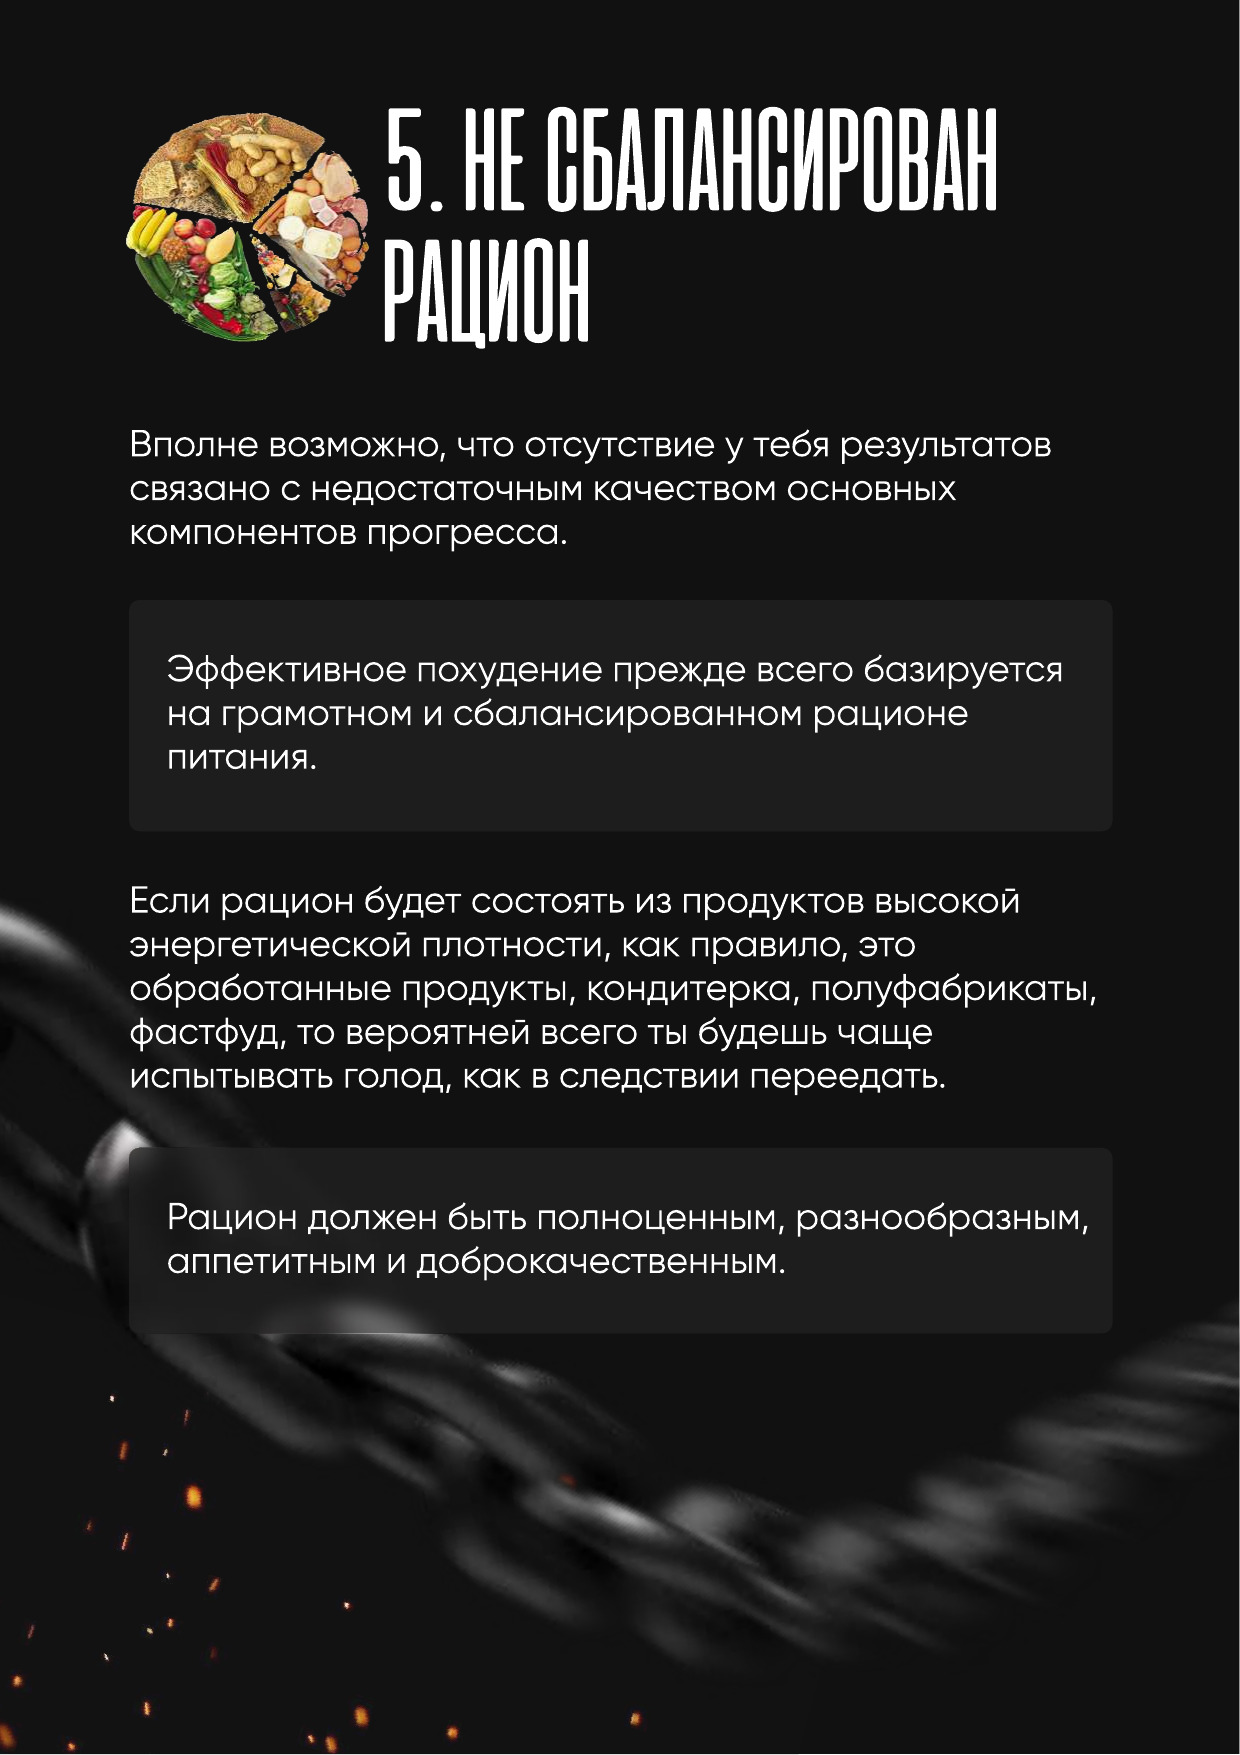 5. НЕ СБАЛАНСИРОВАН
РАЦИОН
Вполне возможно, что отсутствие у тебя результатов
связано с недостаточным качеством основных
компонентов прогресса.
Эффективное похудение прежде всего базируется
на грамотном и сбалансированном рационе
питания.
Если рацион будет состоять из продуктов высокой
энергетической плотности, как правило, это
обработанные продукты, кондитерка, полуфабрикаты,
фастфуд, то вероятней всего ты будешь чаще
испытывать голод, как в следствии переедать.
Рацион должен быть полноценным, разнообразным,
аппетитным и доброкачественным.